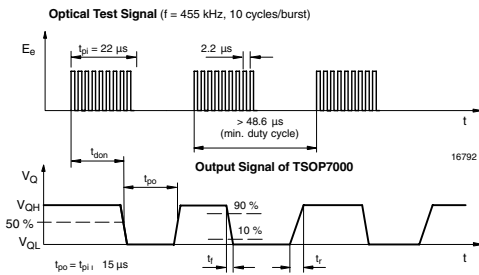 Optical Test Signal (f = 455 kHz, 10 cycles/burst)
Ee
tpi = 22 µs
2.2 µs
> 48.6 µs
(min. duty cycle)
t
16792
tdon
Output Signal of TSOP7000
VQ
tpo
VQH
90 %
50 %
10 %
VQL
t
tpo = tpi ı 15 µs
tf
tr